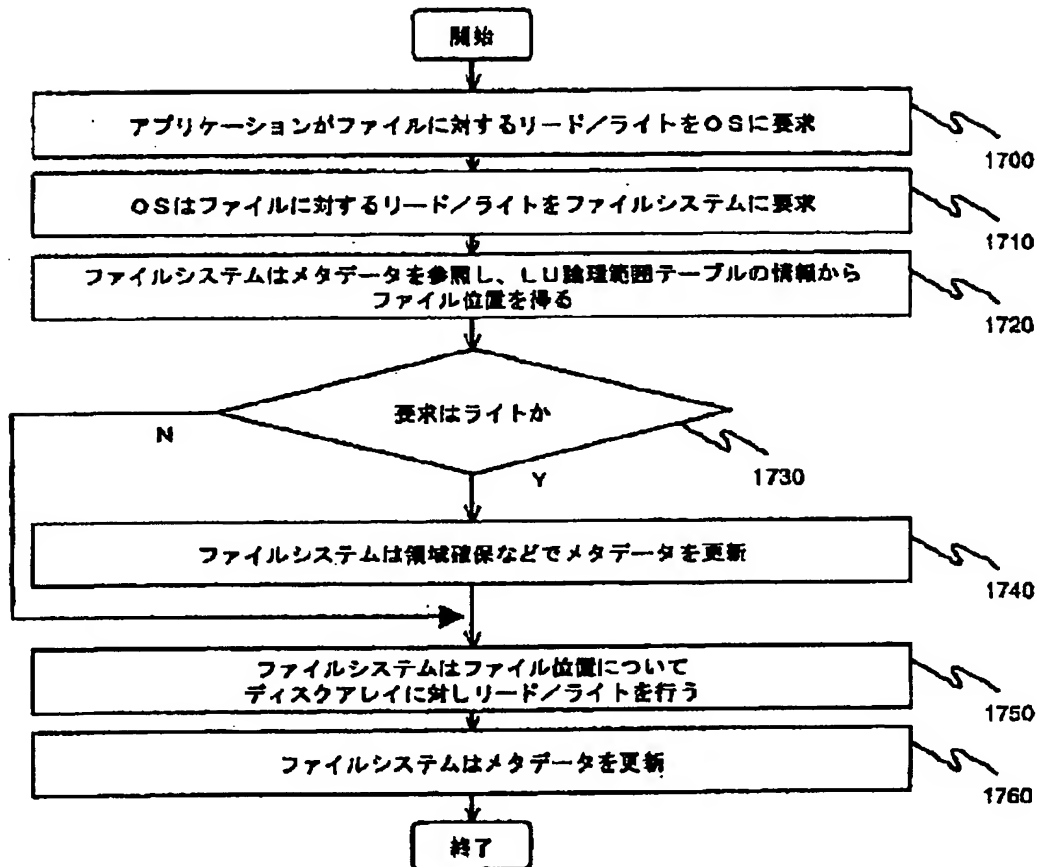 開始
アプリケーションがファイルに対するリード/ライトをOSに要求
1700
OSはファイルに対するリード/ライトをファイルシステムに要求
1710
ファイルシステムはメタデータを参照し、LU論理範囲テーブルの情報から
ファイル位置を得る
1720
要求はライトか
N
Y
1730
ファイルシステムは領域確保などでメタデータを更新
1740
ファイルシステムはファイル位置について
ディスクアレイに対しリード/ライトを行う
1750
ファイルシステムはメタデータを更新
1760
終了